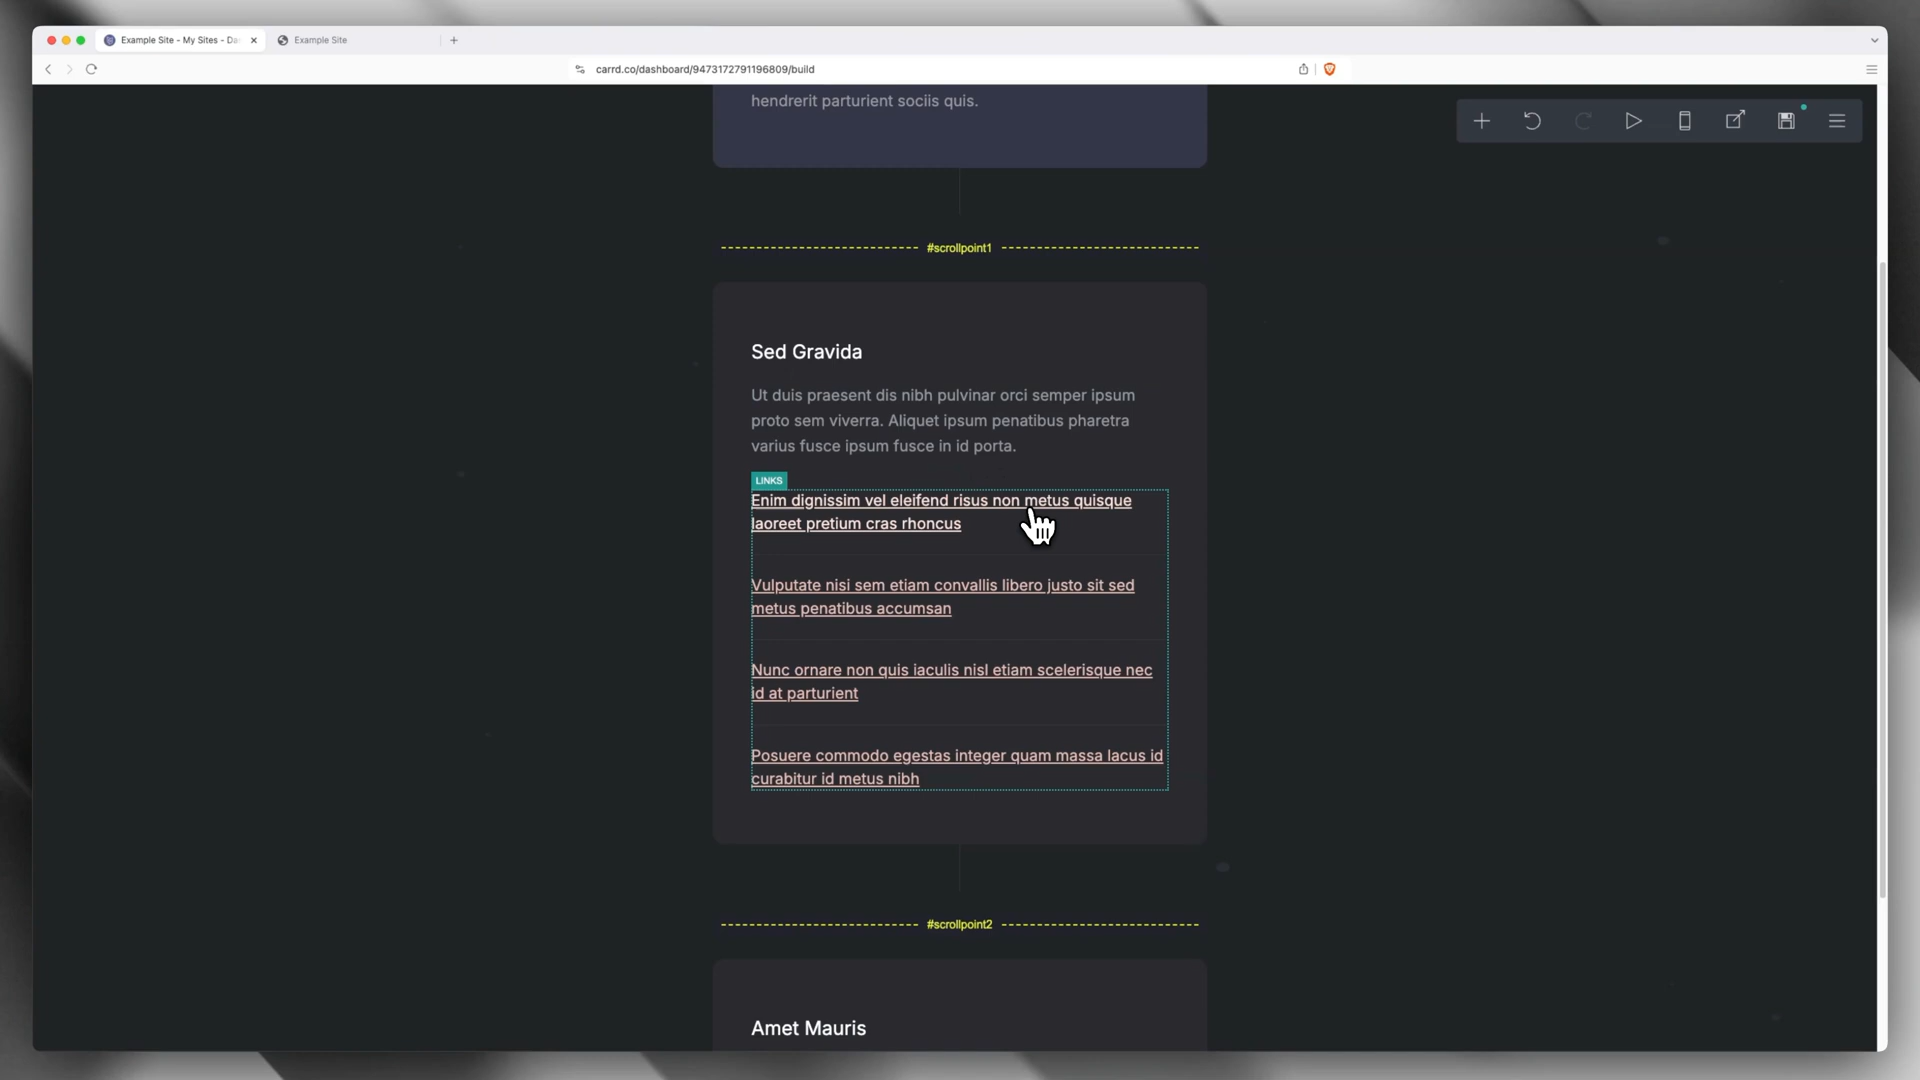 Example Site - My Sites - Da
Example Site
carrd.co/dashboard/9473172791196809/build
hendrerit parturient sociis quis.
#scrollpoint1
Sed Gravida
Ut duis praesent dis nibh pulvinar orci semper ipsum
proto sem viverra. Aliquet ipsum penatibus pharetra
varius fusce ipsum fusce in id porta.
LINKS
Enim dignissim vel eleifend risus non metus quisque
laoreet pretium cras rhoncus
Vulputate nisi sem etiam convallis libero justo sit sed
metus penatibus accumsan
Nunc ornare non quis iaculis nisl etiam scelerisque nec
id at parturient
Posuere commodo egestas integer quam massa lacus id
curabitur id metus nibh
#scrollpoint2
Amet Mauris